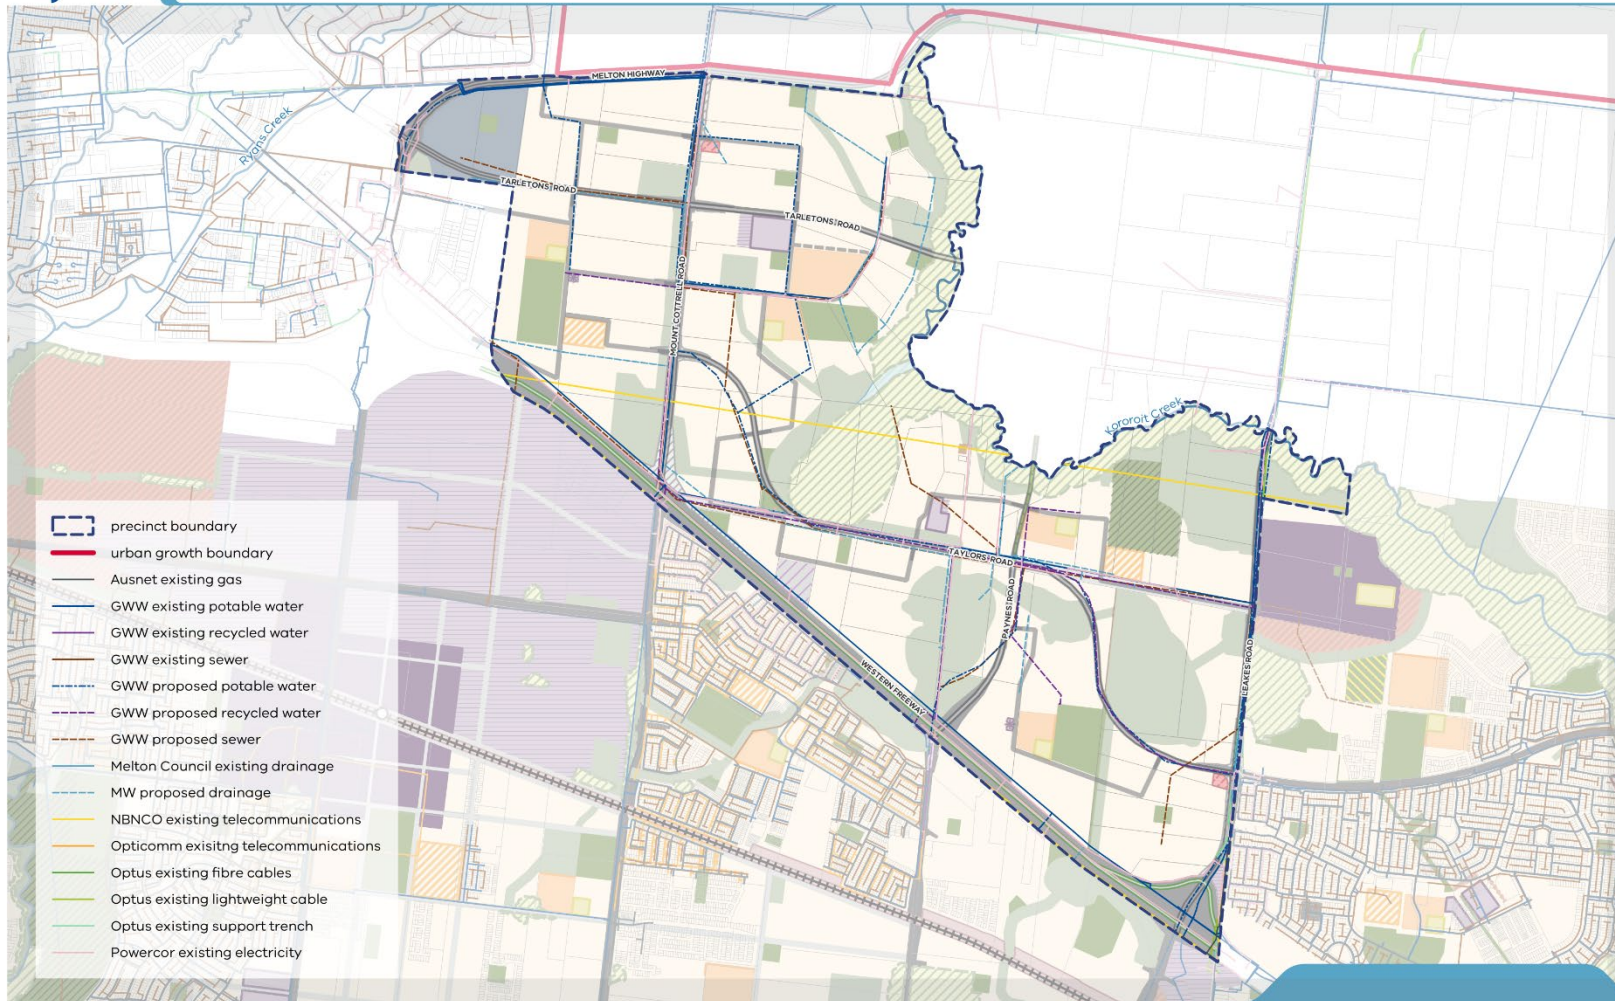 MELTON HIGHWAY
Ryans Creek
TARLETONS ROAD
TARLETONS ROAD
MOUNT COTTRELL ROAD
Kororoit Creek
TAYLORS ROAD
PAYNES ROAD
LEAKES ROAD
WESTERN FREEWAY
precinct boundary
urban growth boundary
Ausnet existing gas
GWW existing potable water
GWW existing recycled water
GWW existing sewer
GWW proposed potable water
GWW proposed recycled water
GWW proposed sewer
Melton Council existing drainage
MW proposed drainage
NBNCO existing telecommunications
Opticomm exisitng telecommunications
Optus existing fibre cables
Optus existing lightweight cable
Optus existing support trench
Powercor existing electricity